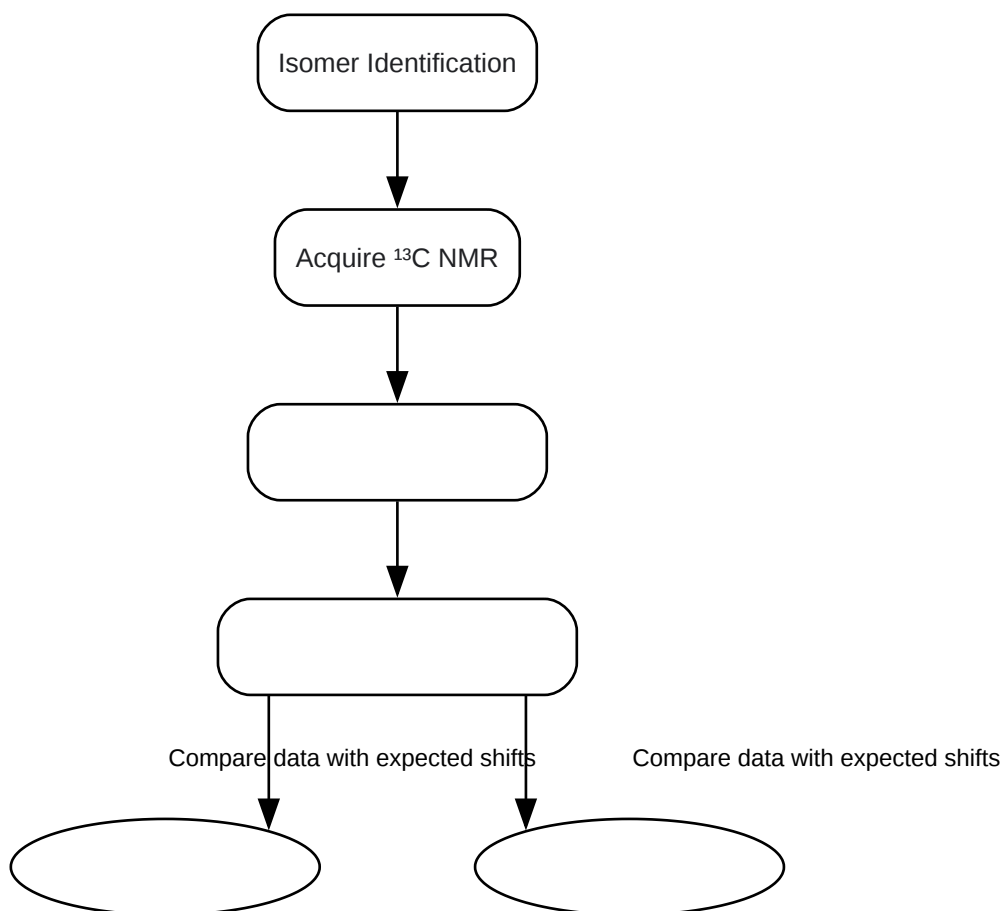 Isomer Identification
Acquire ¹³C NMR
Compare data with expected shifts
Compare data with expected shifts